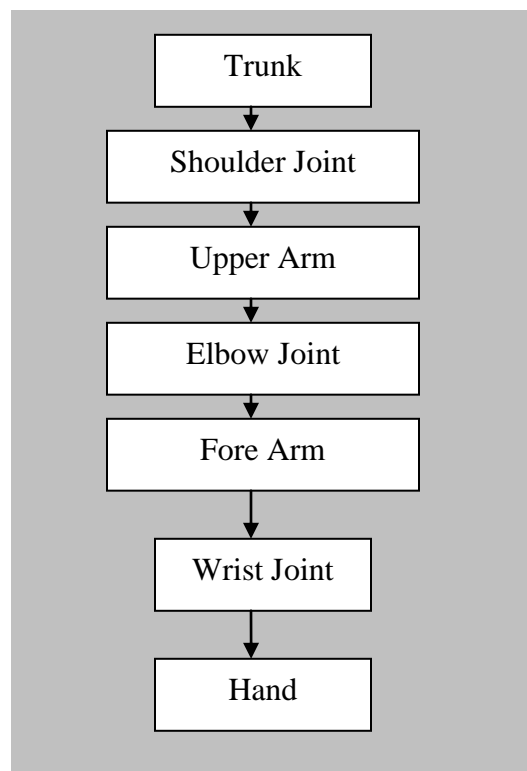 Trunk
Shoulder Joint
Upper Arm
Elbow Joint
Fore Arm
Wrist Joint
Hand